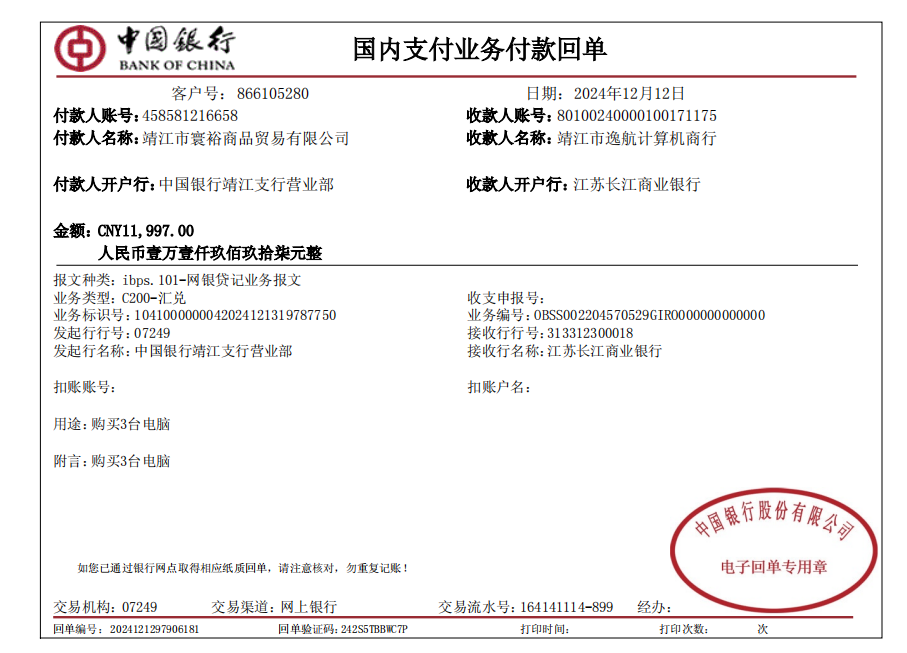 中国银行 国内支付业务付款回单
BANK OF CHINA
客户号: 866105280 日期: 2024年12月12日
付款人账号:458581216658 收款人账号:80100240000100171175
付款人名称:靖江市寰裕商品贸易有限公司 收款人名称:靖江市逸航计算机商行
付款人开户行:中国银行靖江支行营业部 收款人开户行:江苏长江商业银行
金额: CNY11,997.00
人民币壹万壹仟玖佰玖拾柒元整
报文种类: ibps.101-网银贷记业务报文
业务类型: C200-汇兑 收支申报号:
业务标识号: 1041000000042024121319787750 业务编号: OBSS002204570529GIRO000000000000
发起行行号: 07249 接收行行号: 313312300018
发起行名称: 中国银行靖江支行营业部 接收行名称: 江苏长江商业银行
扣账账号: 扣账户名:
用途: 购买3台电脑
附言: 购买3台电脑
中国银行股份有限公司
电子回单专用章
如您已通过银行网点取得相应纸质回单，请注意核对，勿重复记账！
交易机构: 07249 交易渠道: 网上银行 交易流水号: 164141114-899 经办:
回单编号: 2024121297906181 回单验证码: 242S5TBBWC7P 打印时间: 打印次数: 次